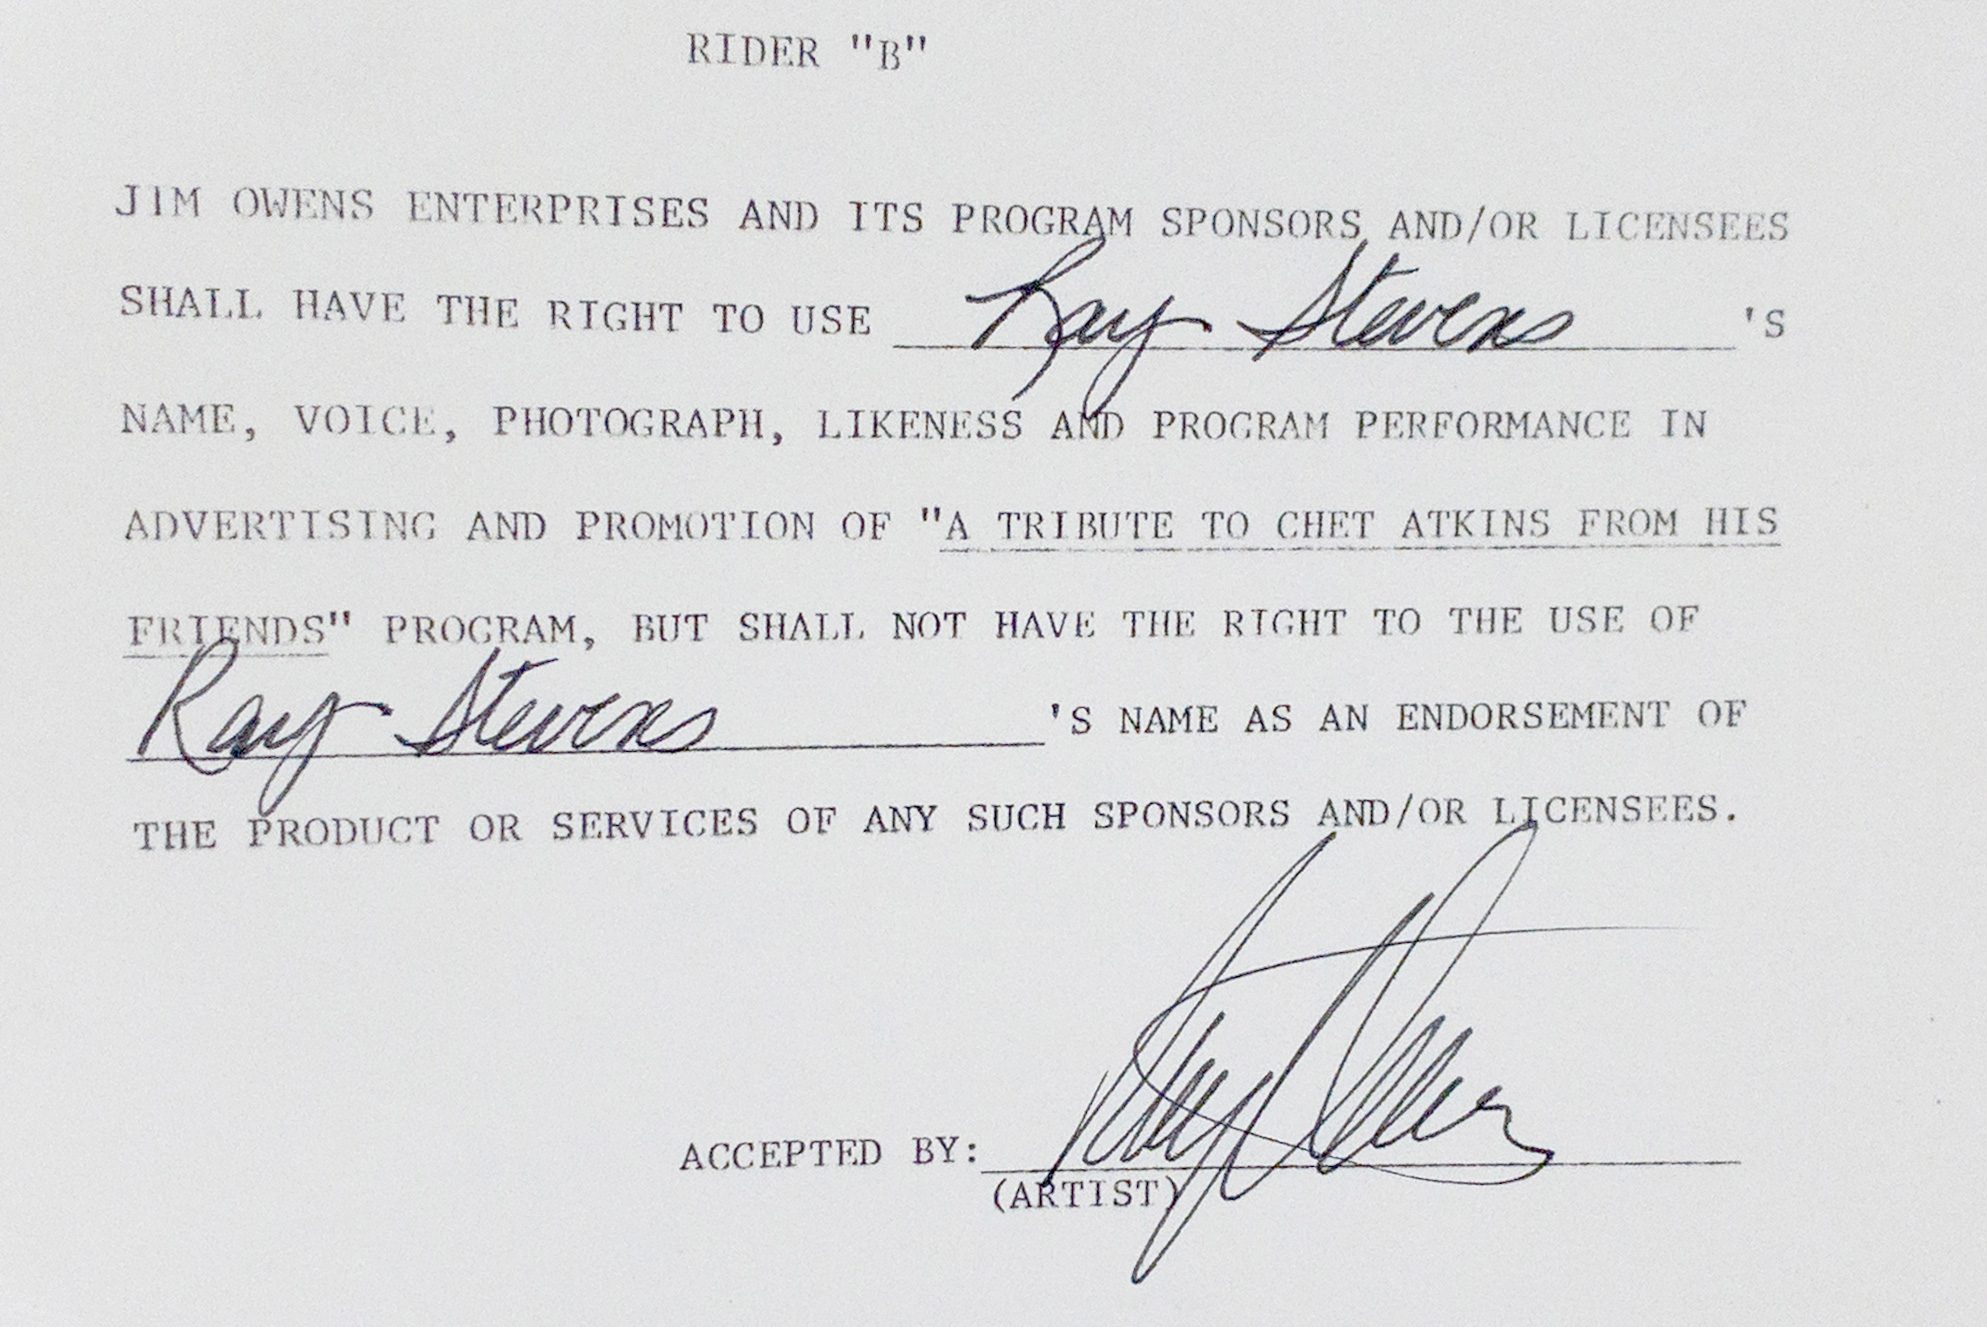 RIDER "B"
JIM OWENS ENTERPRISES AND ITS PROGRAM SPONSORS AND/OR LICENSEES
SHALL HAVE THE RIGHT TO USE Ray Stevens 'S
NAME, VOICE, PHOTOGRAPH, LIKENESS AND PROGRAM PERFORMANCE IN
ADVERTISING AND PROMOTION OF "A TRIBUTE TO CHET ATKINS FROM HIS
FRIENDS" PROGRAM, BUT SHALL NOT HAVE THE RIGHT TO THE USE OF
Ray Stevens 'S NAME AS AN ENDORSEMENT OF
THE PRODUCT OR SERVICES OF ANY SUCH SPONSORS AND/OR LICENSEES.
ACCEPTED BY: Ray Stevens
(ARTIST)